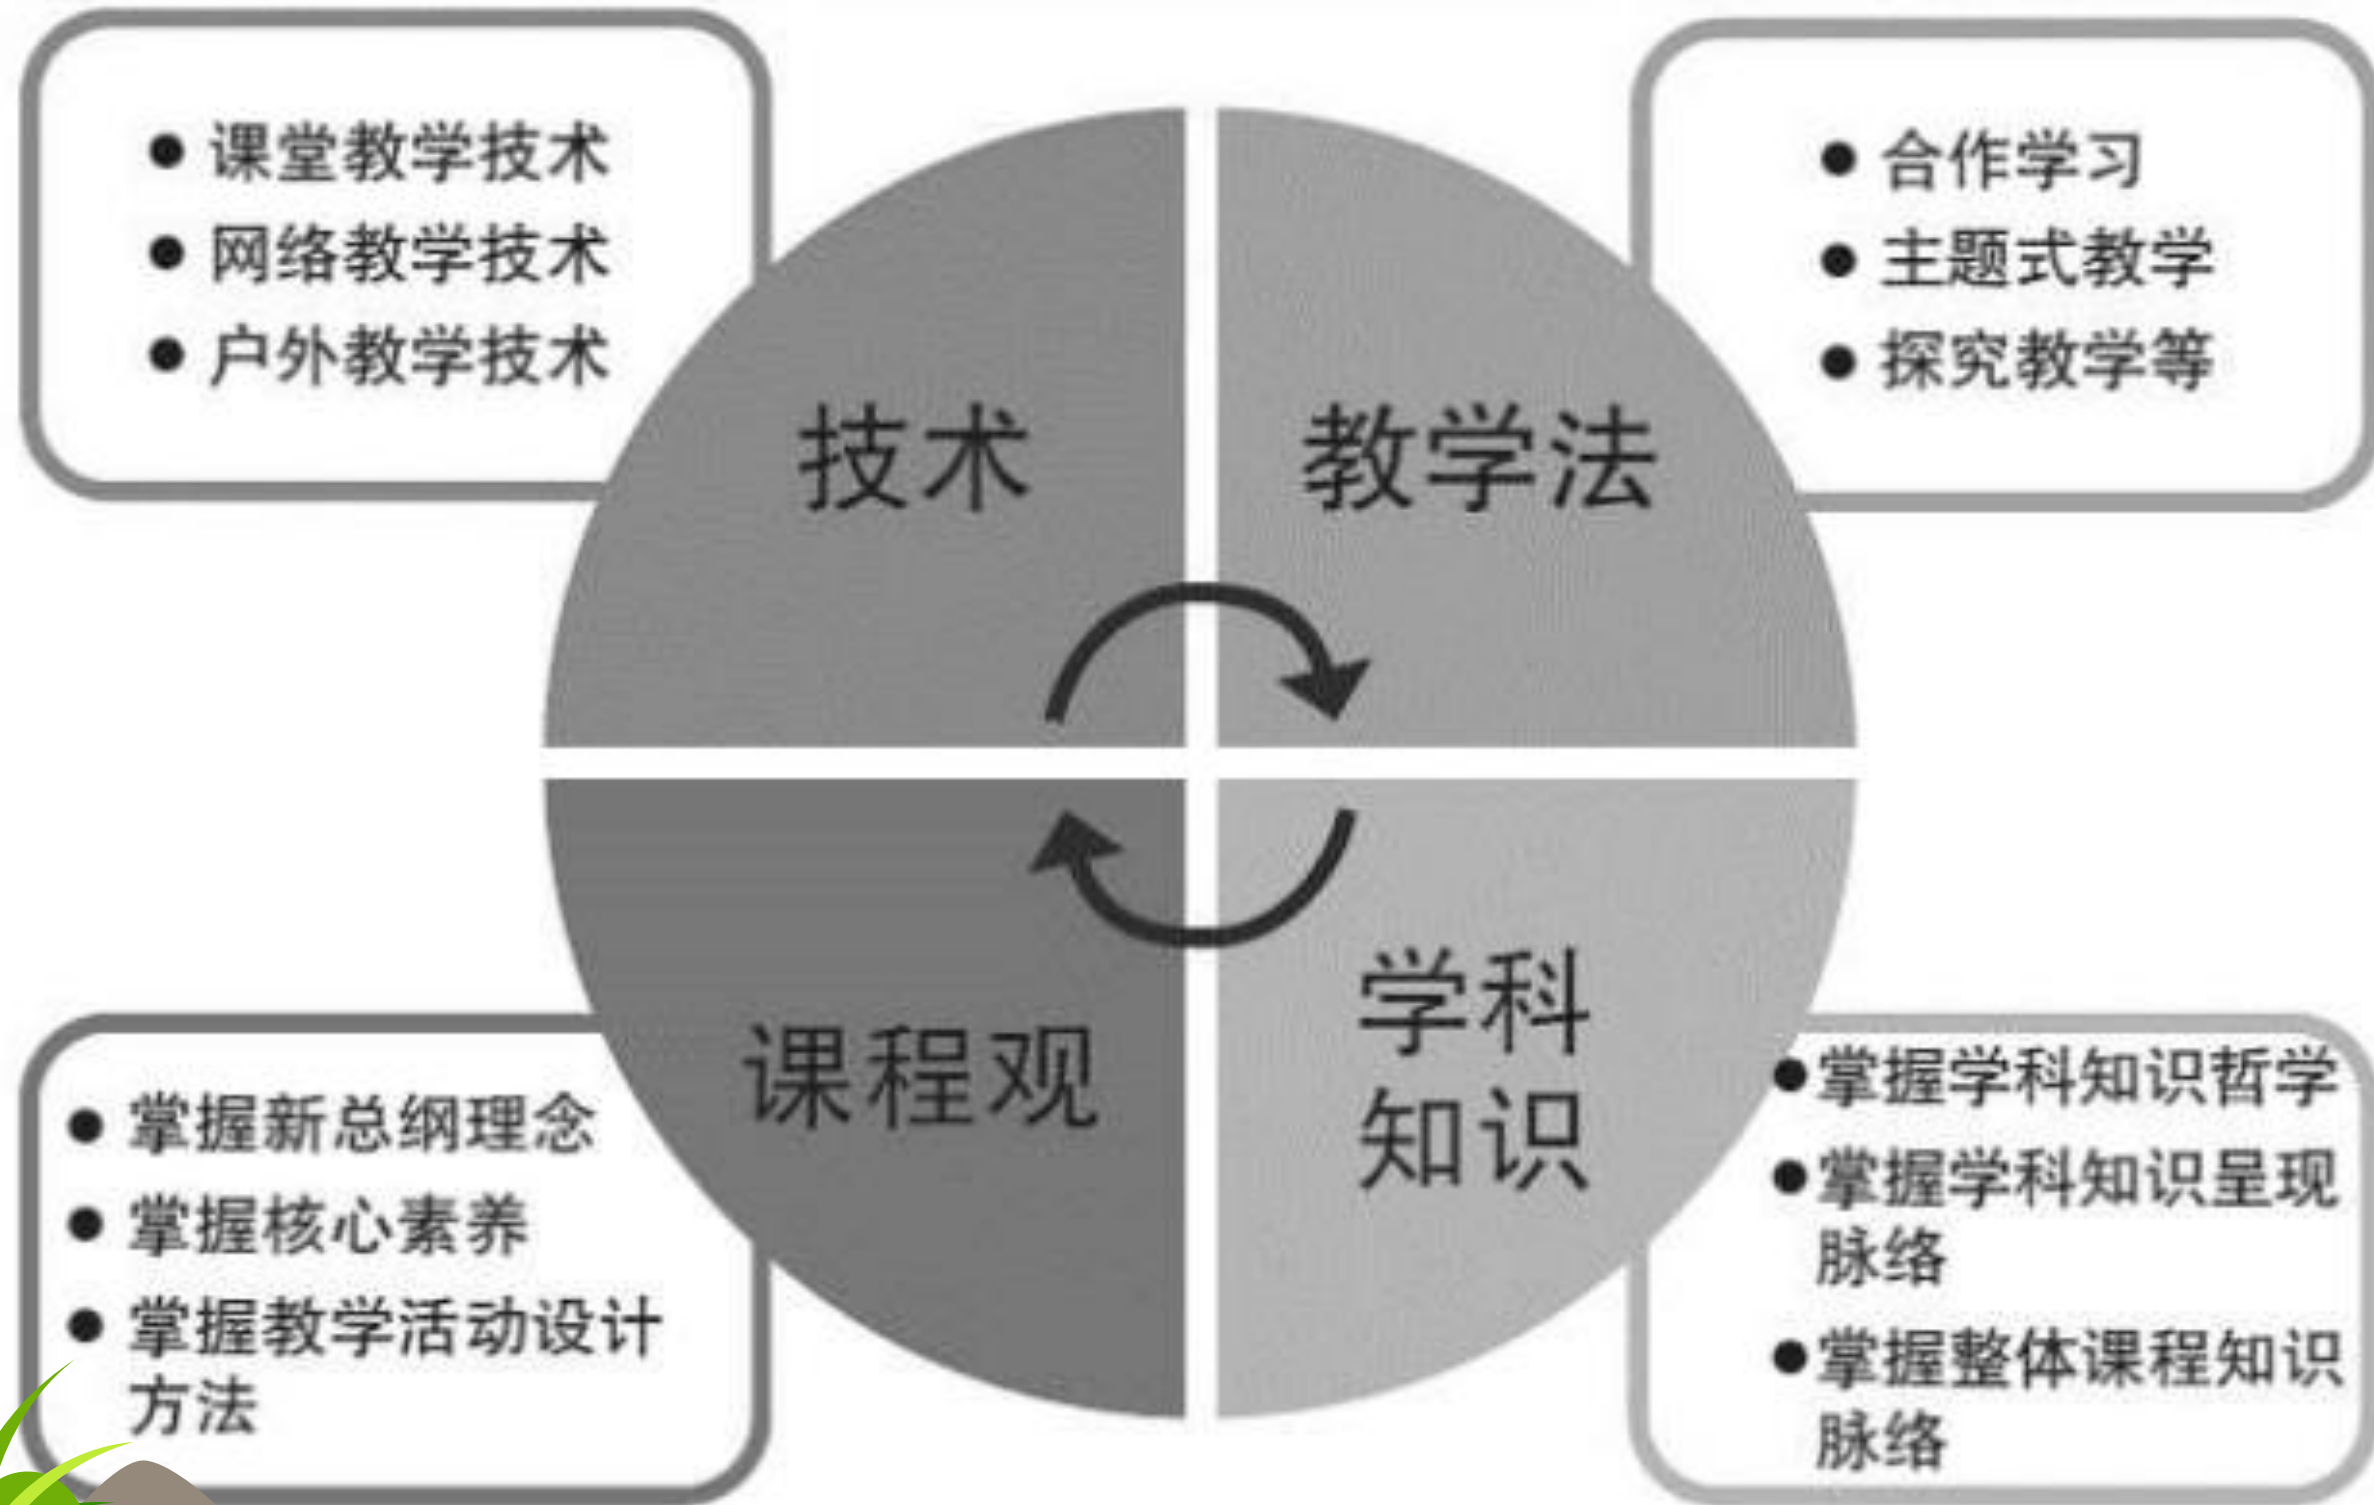 ● 课堂教学技术
● 网络教学技术
● 户外教学技术
● 合作学习
● 主题式教学
● 探究教学等
技术
教学法
课程观
学科
知识
● 掌握新总纲理念
● 掌握核心素养
● 掌握教学活动设计
方法
●掌握学科知识哲学
●掌握学科知识呈现
脉络
●掌握整体课程知识
脉络